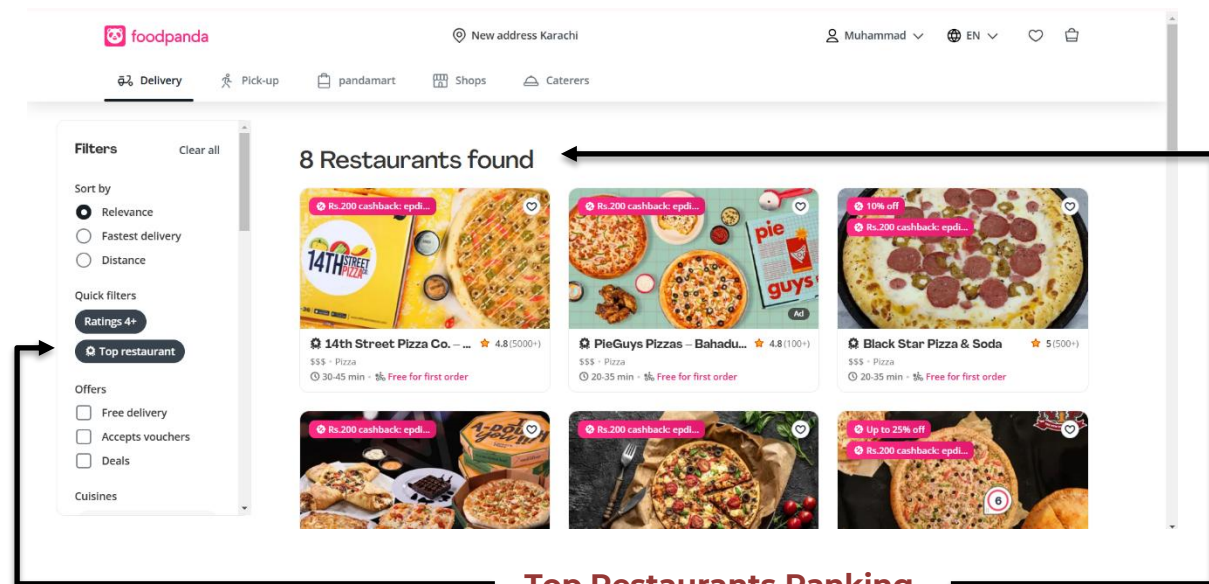 foodpanda
New address Karachi
Muhammad
EN
Delivery
Pick-up
pandamart
Shops
Caterers
Filters
Clear all
Sort by
Relevance
Fastest delivery
Distance
Quick filters
Ratings 4+
Top restaurant
Offers
Free delivery
Accepts vouchers
Deals
Cuisines
8 Restaurants found
Rs.200 cashback: epdi...
14TH STREET
PIZZA
14th Street Pizza Co. – ...
4.8(5000+)
$$$ · Pizza
30-45 min · Free for first order
Rs.200 cashback: epdi...
pie
guys
Ad
PieGuys Pizzas – Bahadu...
4.8(100+)
$$$ · Pizza
20-35 min · Free for first order
10% off
Rs.200 cashback: epdi...
Black Star Pizza & Soda
5(500+)
$$$ · Pizza
20-35 min · Free for first order
Rs.200 cashback: epdi...
Rs.200 cashback: epdi...
Up to 25% off
Rs.200 cashback: epdi...
6
Top Restaurants Ranking